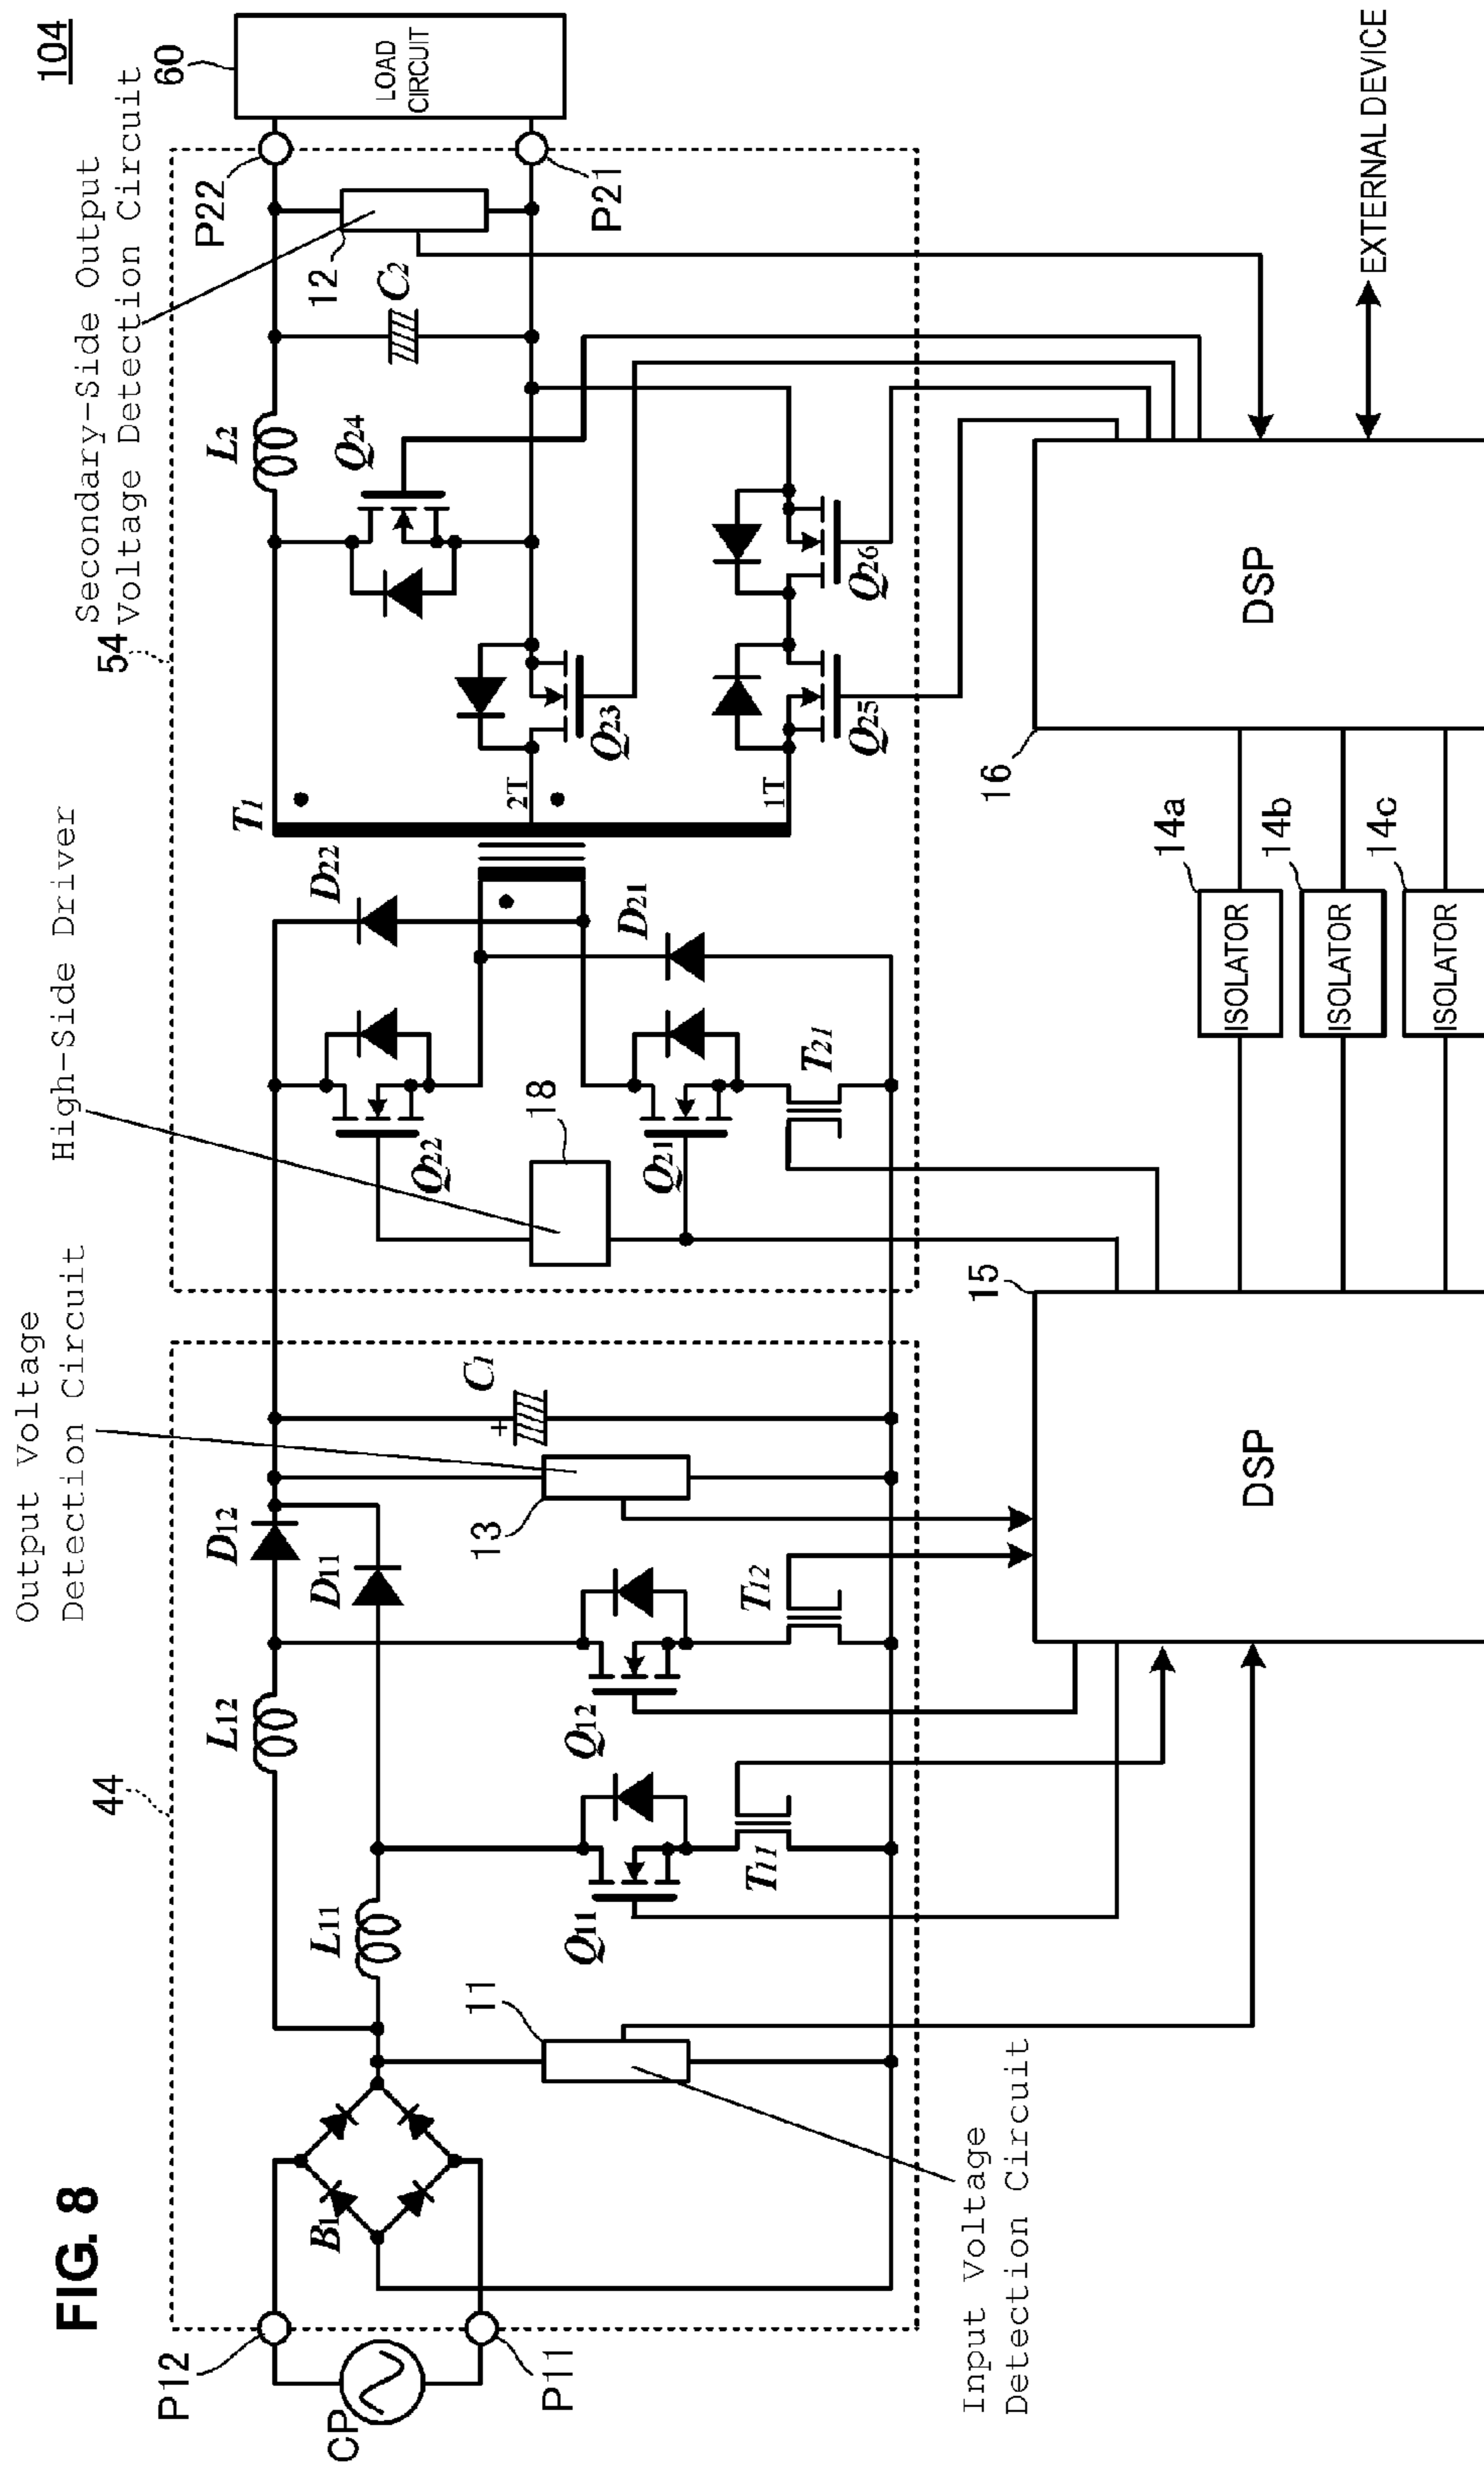 FIG. 8
104
44
54
Output Voltage
Detection Circuit
High-Side Driver
Secondary-Side Output
Voltage Detection Circuit
P12
CP
P11
B1
L12
L11
D12
D11
11
Q11
T11
Q12
T12
13
C1
Input Voltage
Detection Circuit
Q22
18
Q21
T21
D22
D21
T1
2T
1T
Q23
Q24
Q25
Q26
L2
C2
12
P22
P21
60
LOAD
CIRCUIT
15
DSP
14a
ISOLATOR
14b
ISOLATOR
14c
ISOLATOR
16
DSP
EXTERNAL DEVICE